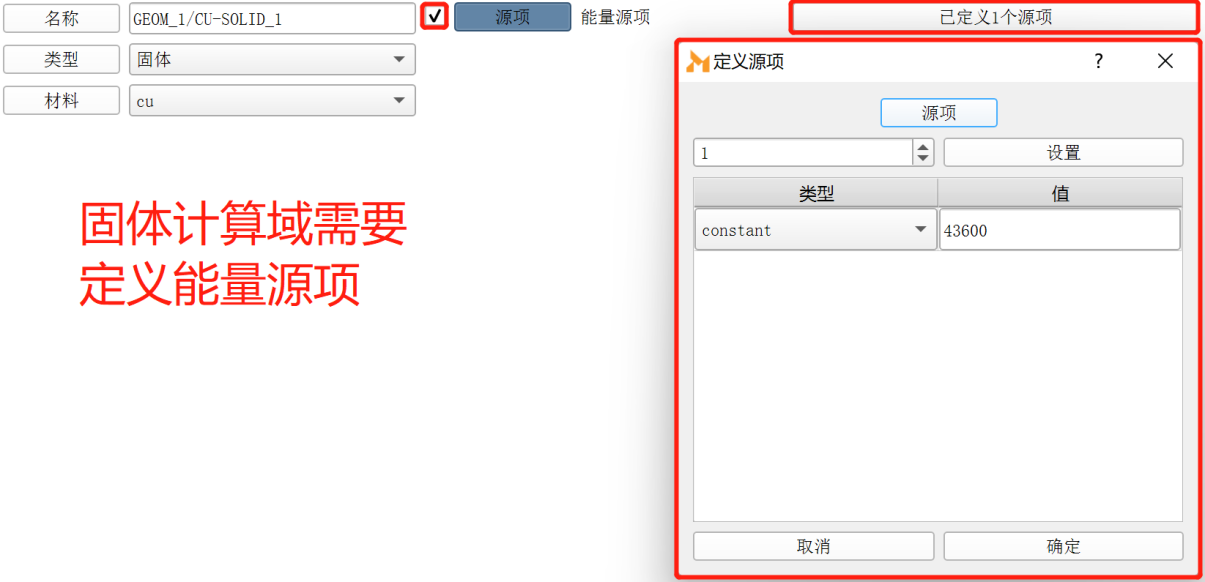 名称 GEOM_1/CU-SOLID_1 源项 能量源项 已定义1个源项
类型 固体
材料 cu
固体计算域需要
定义能量源项
定义源项 ?
源项
1 设置
类型 值
constant 43600
取消 确定